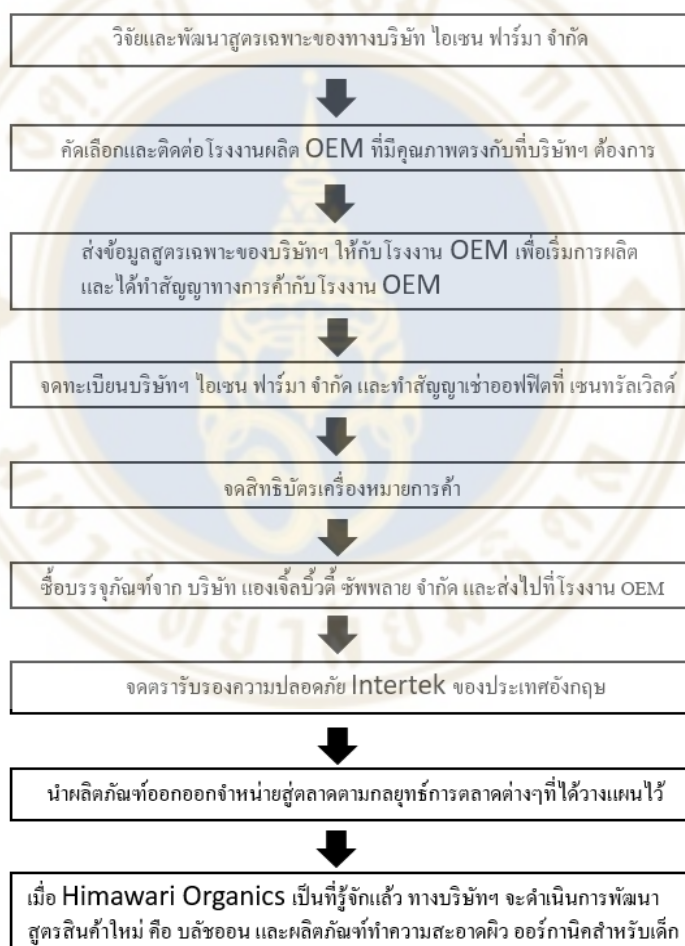 วิจัยและพัฒนาสูตรเฉพาะของทางบริษัท ไอเซน ฟาร์มา จำกัด
คัดเลือกและติดต่อโรงงานผลิต OEM ที่มีคุณภาพตรงกับที่บริษัทฯ ต้องการ
ส่งข้อมูลสูตรเฉพาะของบริษัทฯ ให้กับโรงงาน OEM เพื่อเริ่มการผลิต
และได้ทำสัญญาทางการค้ากับโรงงาน OEM
จดทะเบียนบริษัทฯ ไอเซน ฟาร์มา จำกัด และทำสัญญาเช่าออฟฟิตที่ เซนทรัลเวิลด์
จดสิทธิบัตรเครื่องหมายการค้า
ซื้อบรรจุภัณฑ์จาก บริษัท แองเจิ้ลบิ้วตี้ ซัพพลาย จำกัด และส่งไปที่โรงงาน OEM
จดตรารับรองความปลอดภัย Intertek ของประเทศอังกฤษ
นำผลิตภัณฑ์ออกออกจำหน่ายสู่ตลาดตามกลยุทธ์การตลาดต่างๆที่ได้วางแผนไว้
เมื่อ Himawari Organics เป็นที่รู้จักแล้ว ทางบริษัทฯ จะดำเนินการพัฒนา
สูตรสินค้าใหม่ คือ บลัชออน และผลิตภัณฑ์ทำความสะอาดผิว ออร์กานิคสำหรับเด็ก